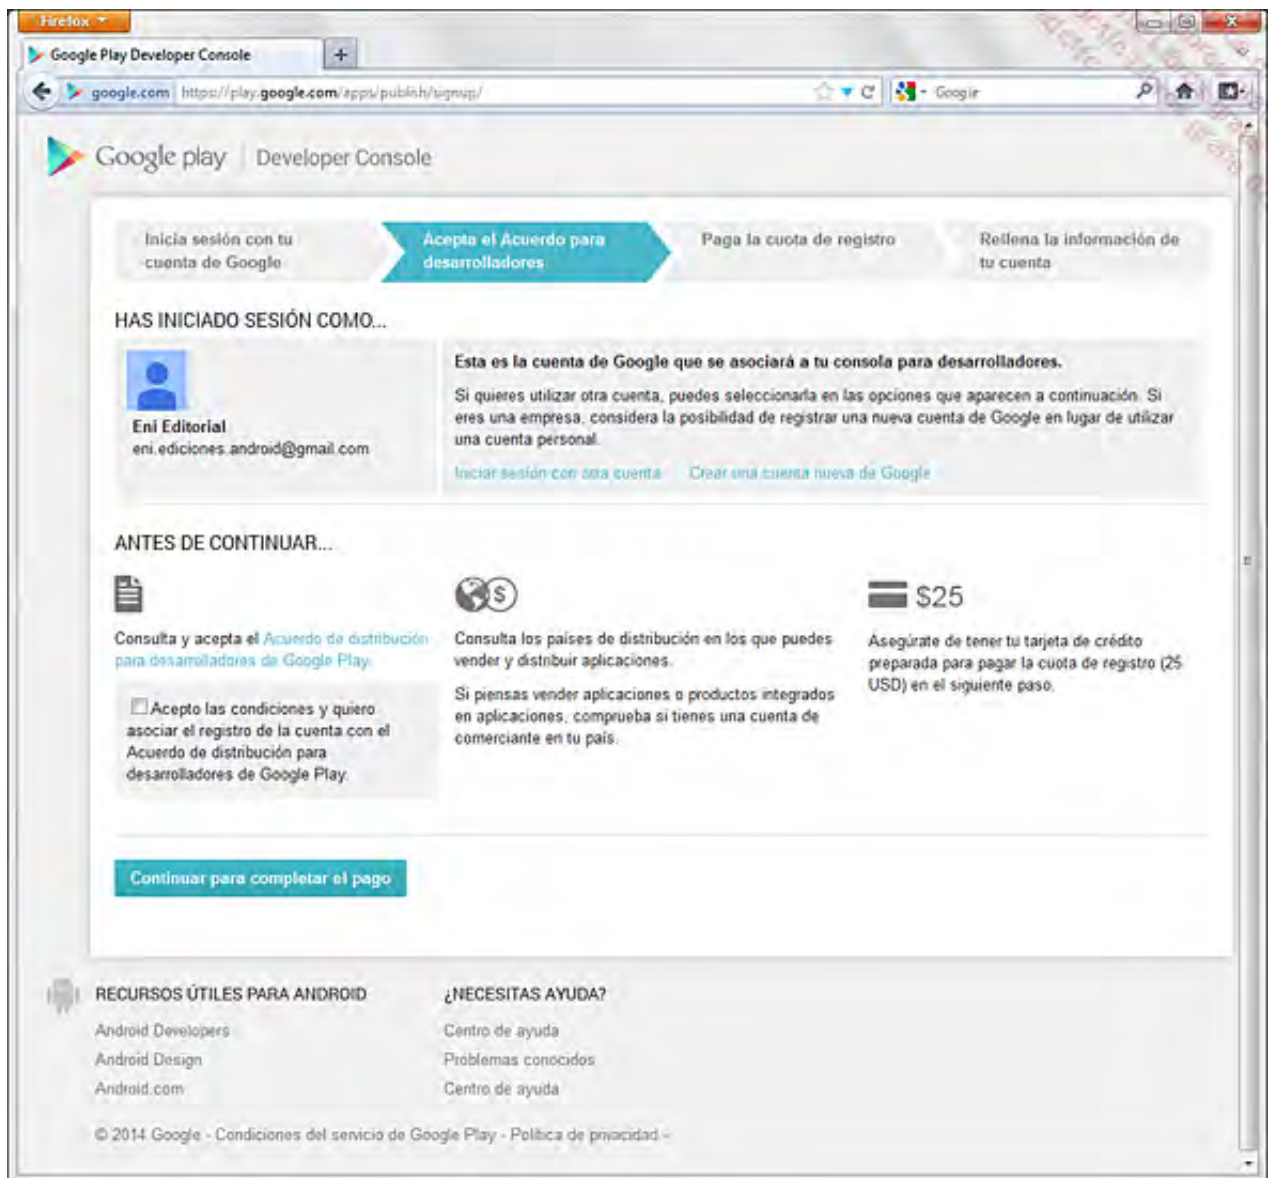 Firefox
Google Play Developer Console
google.com https://play.google.com/apps/publish/signup/
Google
Google play Developer Console
Inicia sesión con tu
cuenta de Google
Acepta el Acuerdo para
desarrolladores
Paga la cuota de registro
Rellena la información de
tu cuenta
HAS INICIADO SESIÓN COMO...
Eni Editorial
eni.ediciones.android@gmail.com
Esta es la cuenta de Google que se asociará a tu consola para desarrolladores.
Si quieres utilizar otra cuenta, puedes seleccionarla en las opciones que aparecen a continuación. Si
eres una empresa, considera la posibilidad de registrar una nueva cuenta de Google en lugar de utilizar
una cuenta personal.
Iniciar sesión con otra cuenta Crear una cuenta nueva de Google
ANTES DE CONTINUAR...
Consulta y acepta el Acuerdo de distribución
para desarrolladores de Google Play.
Acepto las condiciones y quiero
asociar el registro de la cuenta con el
Acuerdo de distribución para
desarrolladores de Google Play.
$
Consulta los países de distribución en los que puedes
vender y distribuir aplicaciones.
Si piensas vender aplicaciones o productos integrados
en aplicaciones, comprueba si tienes una cuenta de
comerciante en tu país.
$25
Asegúrate de tener tu tarjeta de crédito
preparada para pagar la cuota de registro (25
USD) en el siguiente paso.
Continuar para completar el pago
RECURSOS ÚTILES PARA ANDROID
Android Developers
Android Design
Android.com
¿NECESITAS AYUDA?
Centro de ayuda
Problemas conocidos
Centro de ayuda
© 2014 Google - Condiciones del servicio de Google Play - Política de privacidad -